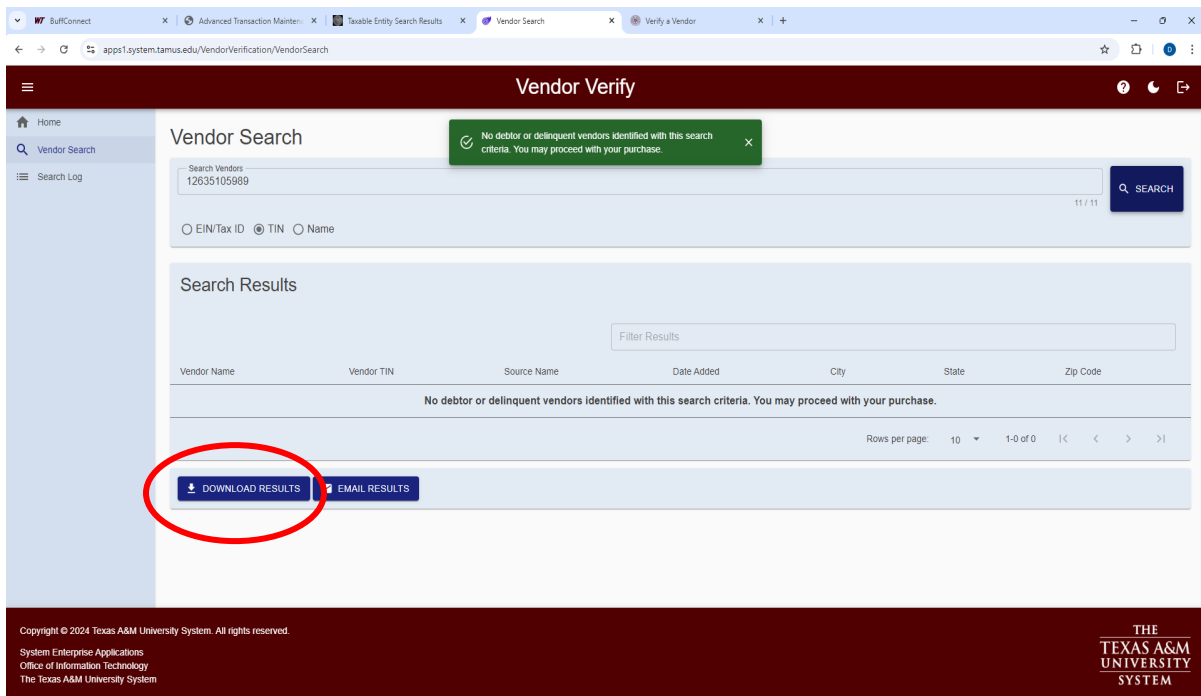 WT BuffConnect
Advanced Transaction Mainten
Taxable Entity Search Results
Vendor Search
Verify a Vendor
apps1.system.tamus.edu/VendorVerification/VendorSearch
D
Vendor Verify
Home
Vendor Search
Search Log
Vendor Search
No debtor or delinquent vendors identified with this search
criteria. You may proceed with your purchase.
Search Vendors
12635105989
11 / 11
SEARCH
EIN/Tax ID TIN Name
Search Results
Filter Results
Vendor Name Vendor TIN Source Name Date Added City State Zip Code
No debtor or delinquent vendors identified with this search criteria. You may proceed with your purchase.
Rows per page: 10 1-0 of 0
DOWNLOAD RESULTS
EMAIL RESULTS
Copyright © 2024 Texas A&M University System. All rights reserved.
System Enterprise Applications
Office of Information Technology
The Texas A&M University System
THE
TEXAS A&M
UNIVERSITY
SYSTEM